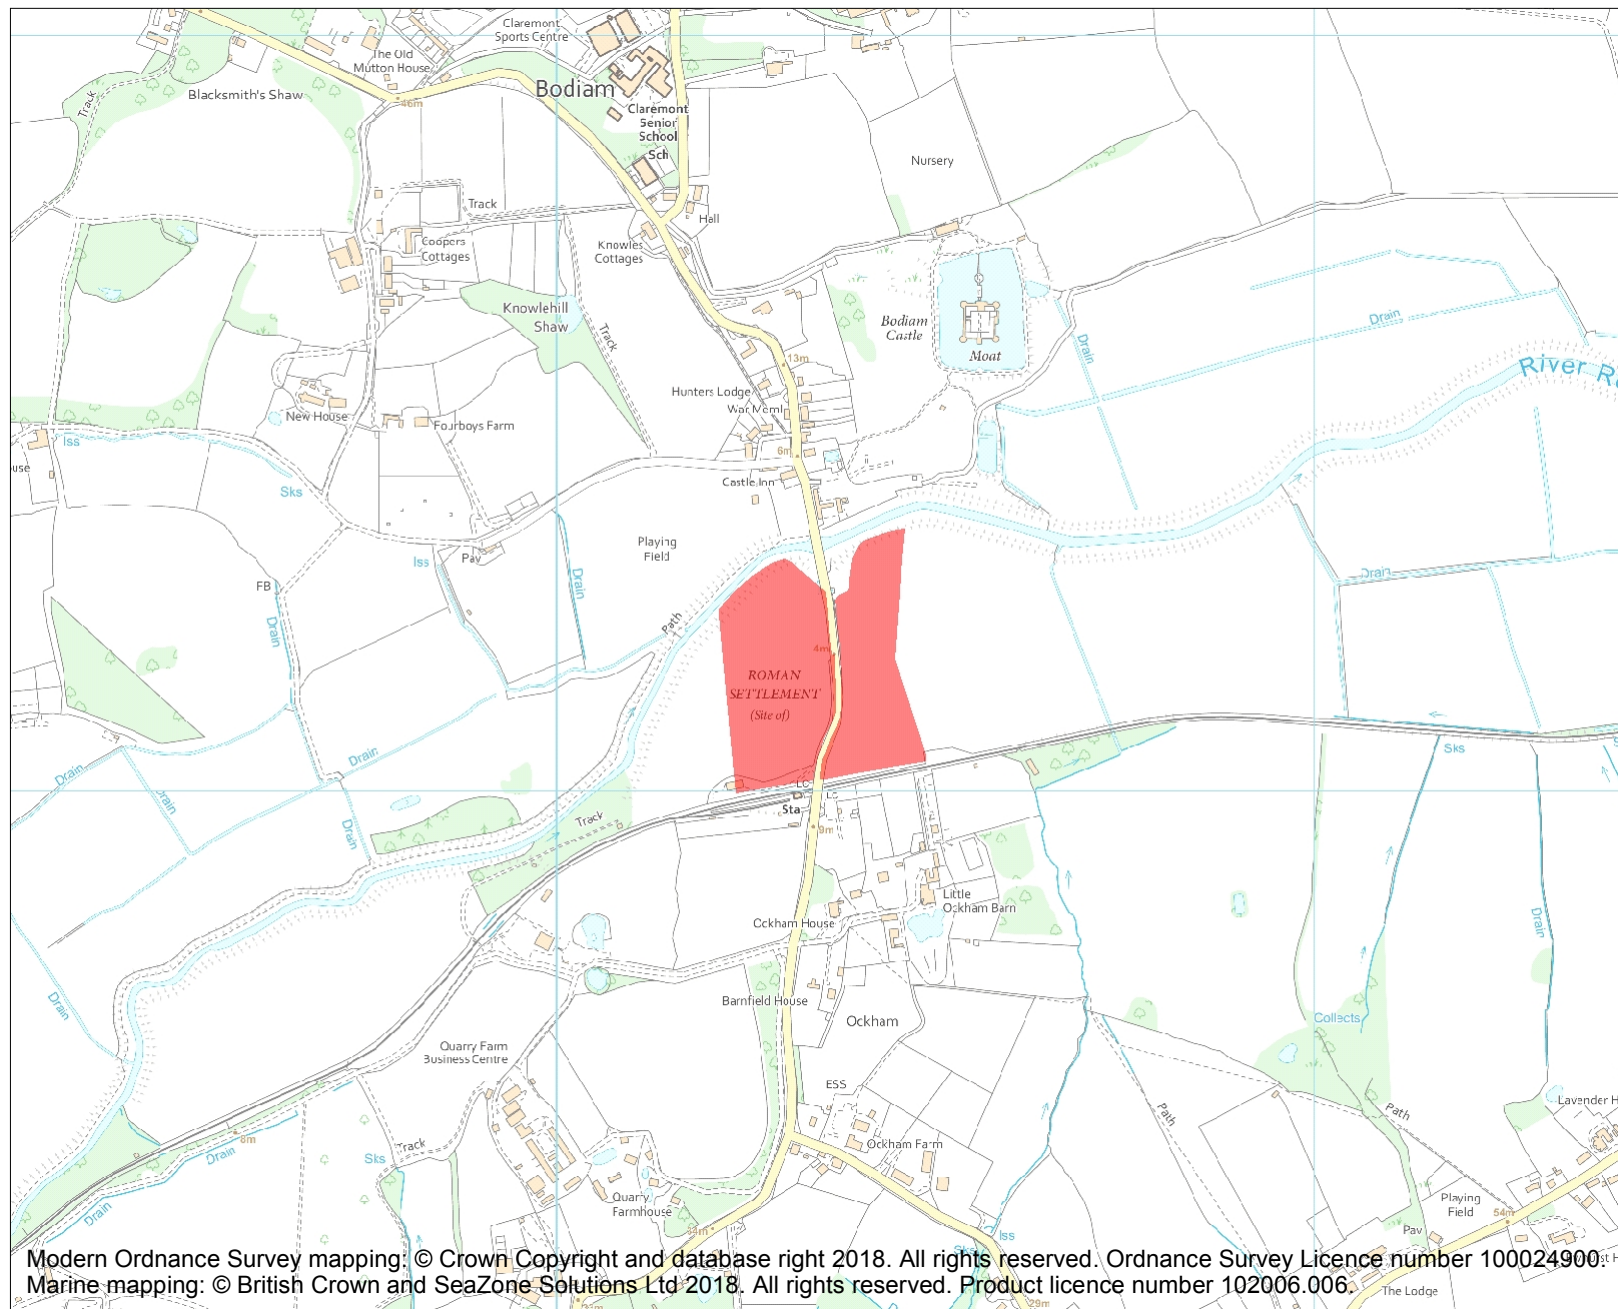 Claremont
Sports Centre
The Old
Mutton House
Bodiam
Blacksmith's Shaw
Track
46m
Claremont
Senior
School
Sch
Nursery
Track
Hall
Coopers
Cottages
Knowles
Cottages
Knowlehill
Shaw
Track
Bodiam
Castle
Moat
Drain
Drain
13m
River R
Hunters Lodge
War Meml
New House
Fourboys Farm
Iss
use
6m
Castle Inn
Sks
Playing
Field
Pav
Iss
FB
Drain
Drain
Drain
Path
4m
ROMAN
SETTLEMENT
(Site of)
Drain
Drain
Drain
Sks
LC
LC
Sta
Drain
Track
9m
Little
Ockham Barn
Ockham House
Drain
Barnfield House
Drain
Ockham
Collects
Quarry Farm
Business Centre
ESS
Path
Path
Lavender H
8m
Drain
Track
Sks
Ockham Farm
Quarry
Farmhouse
Drain
Playing
Field
54m
34m
Iss
Pav
Sks
Modern Ordnance Survey mapping: © Crown Copyright and database right 2018. All rights reserved. Ordnance Survey Licence number 100024900.
Marine mapping: © British Crown and SeaZone Solutions Ltd 2018. All rights reserved. Product licence number 102006.006.
The Lodge
29m